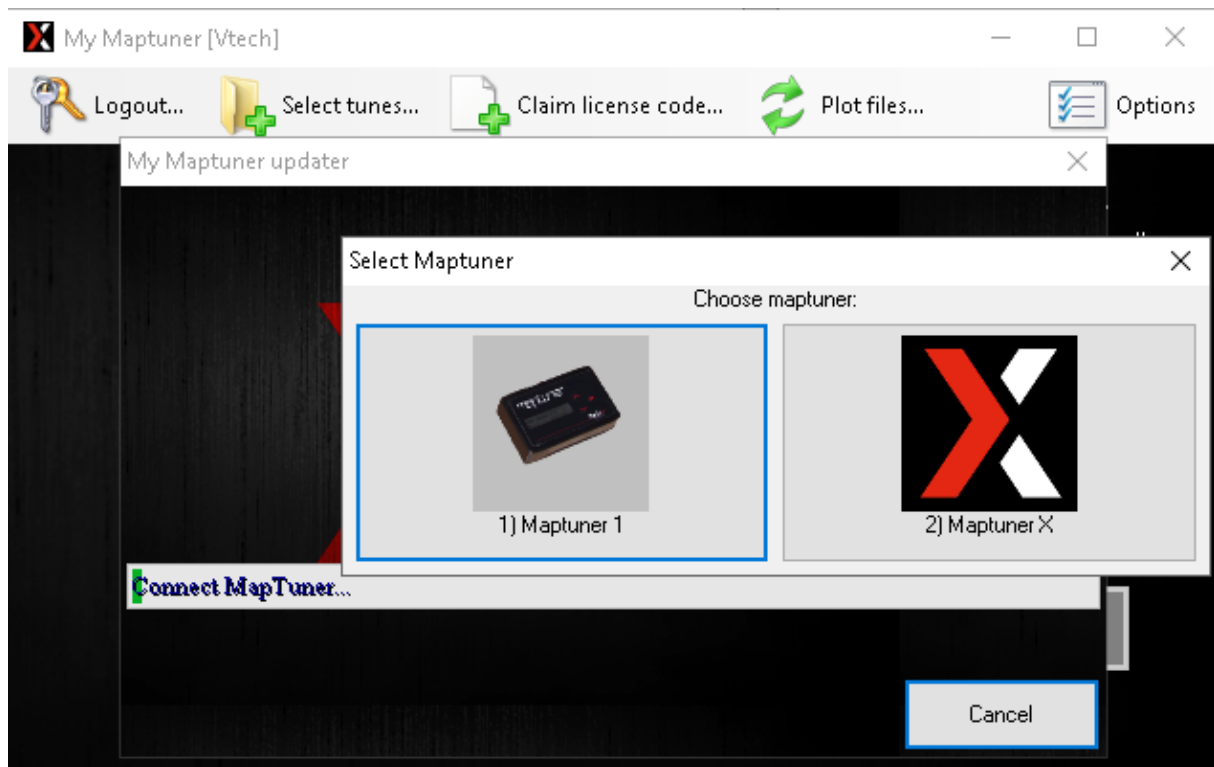 My Maptuner [Vtech]
Logout... Select tunes... Claim license code... Plot files... Options
My Maptuner updater
Select Maptuner
Choose maptuner:
maptuner
1) Maptuner 1
2) Maptuner X
Connect MapTuner...
Cancel